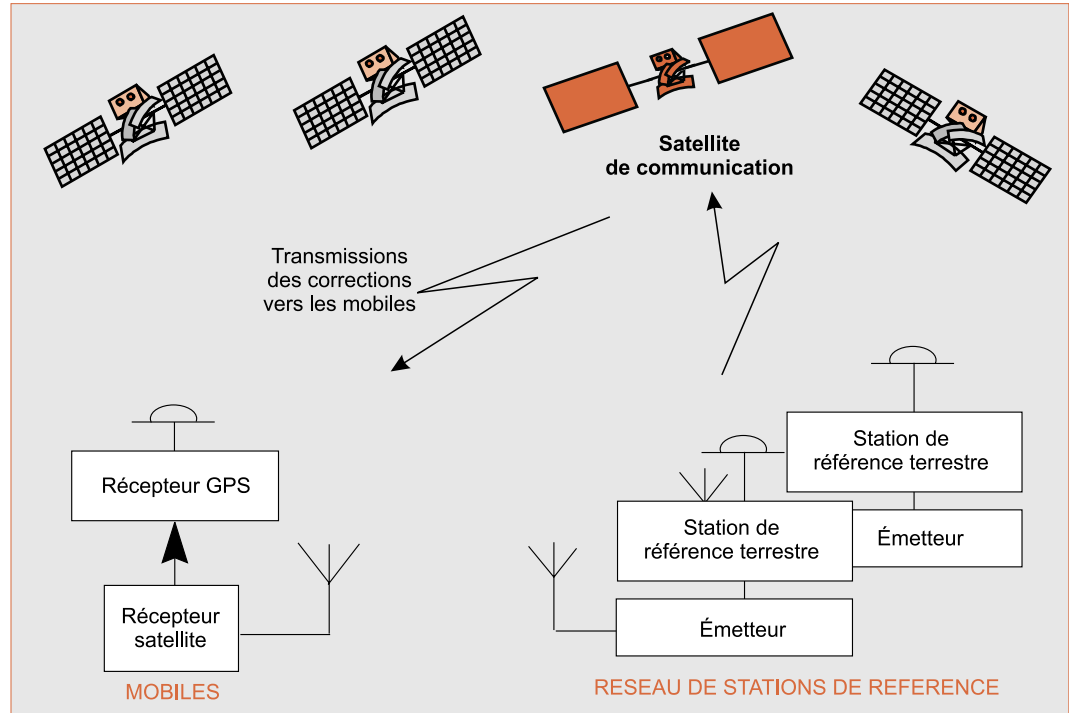 Satellite
de communication
Transmissions
des corrections
vers les mobiles
Station de
référence terrestre
Émetteur
Récepteur GPS
Station de
référence terrestre
Récepteur
satellite
Émetteur
MOBILES
RESEAU DE STATIONS DE REFERENCE